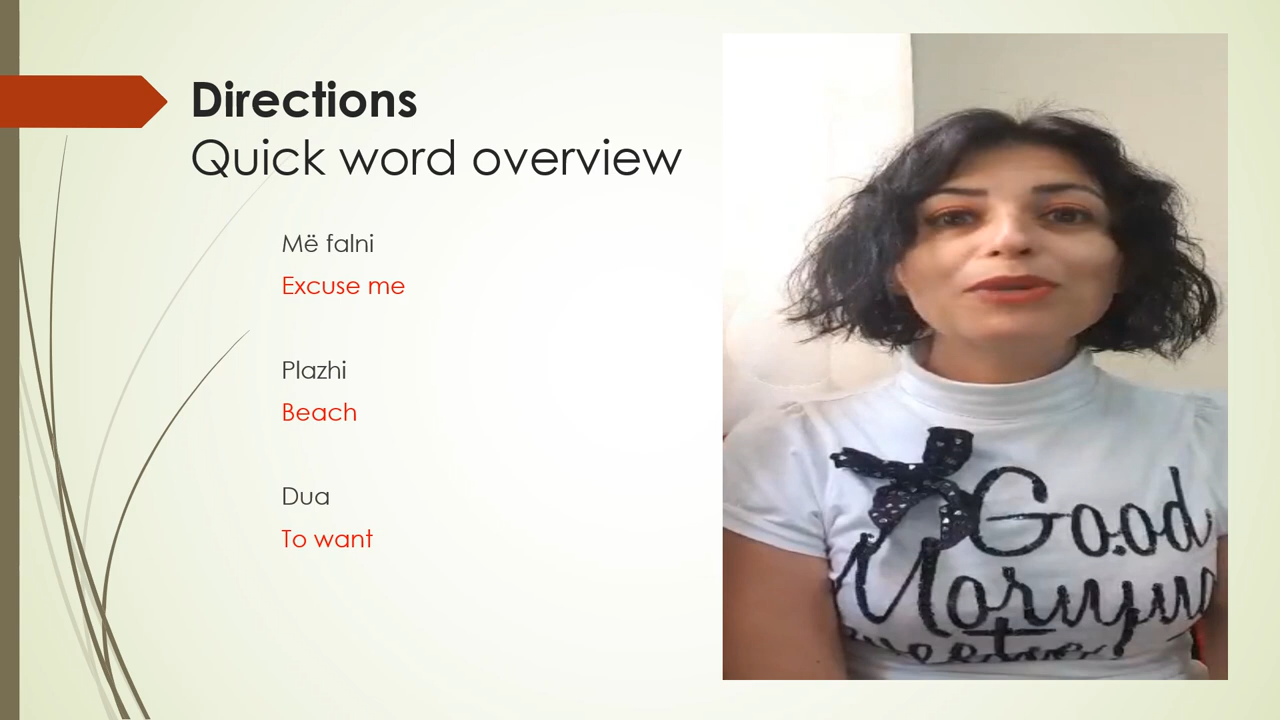 Directions
Quick word overview
Më falni
Excuse me
Plazhi
Beach
Dua
To want
Good